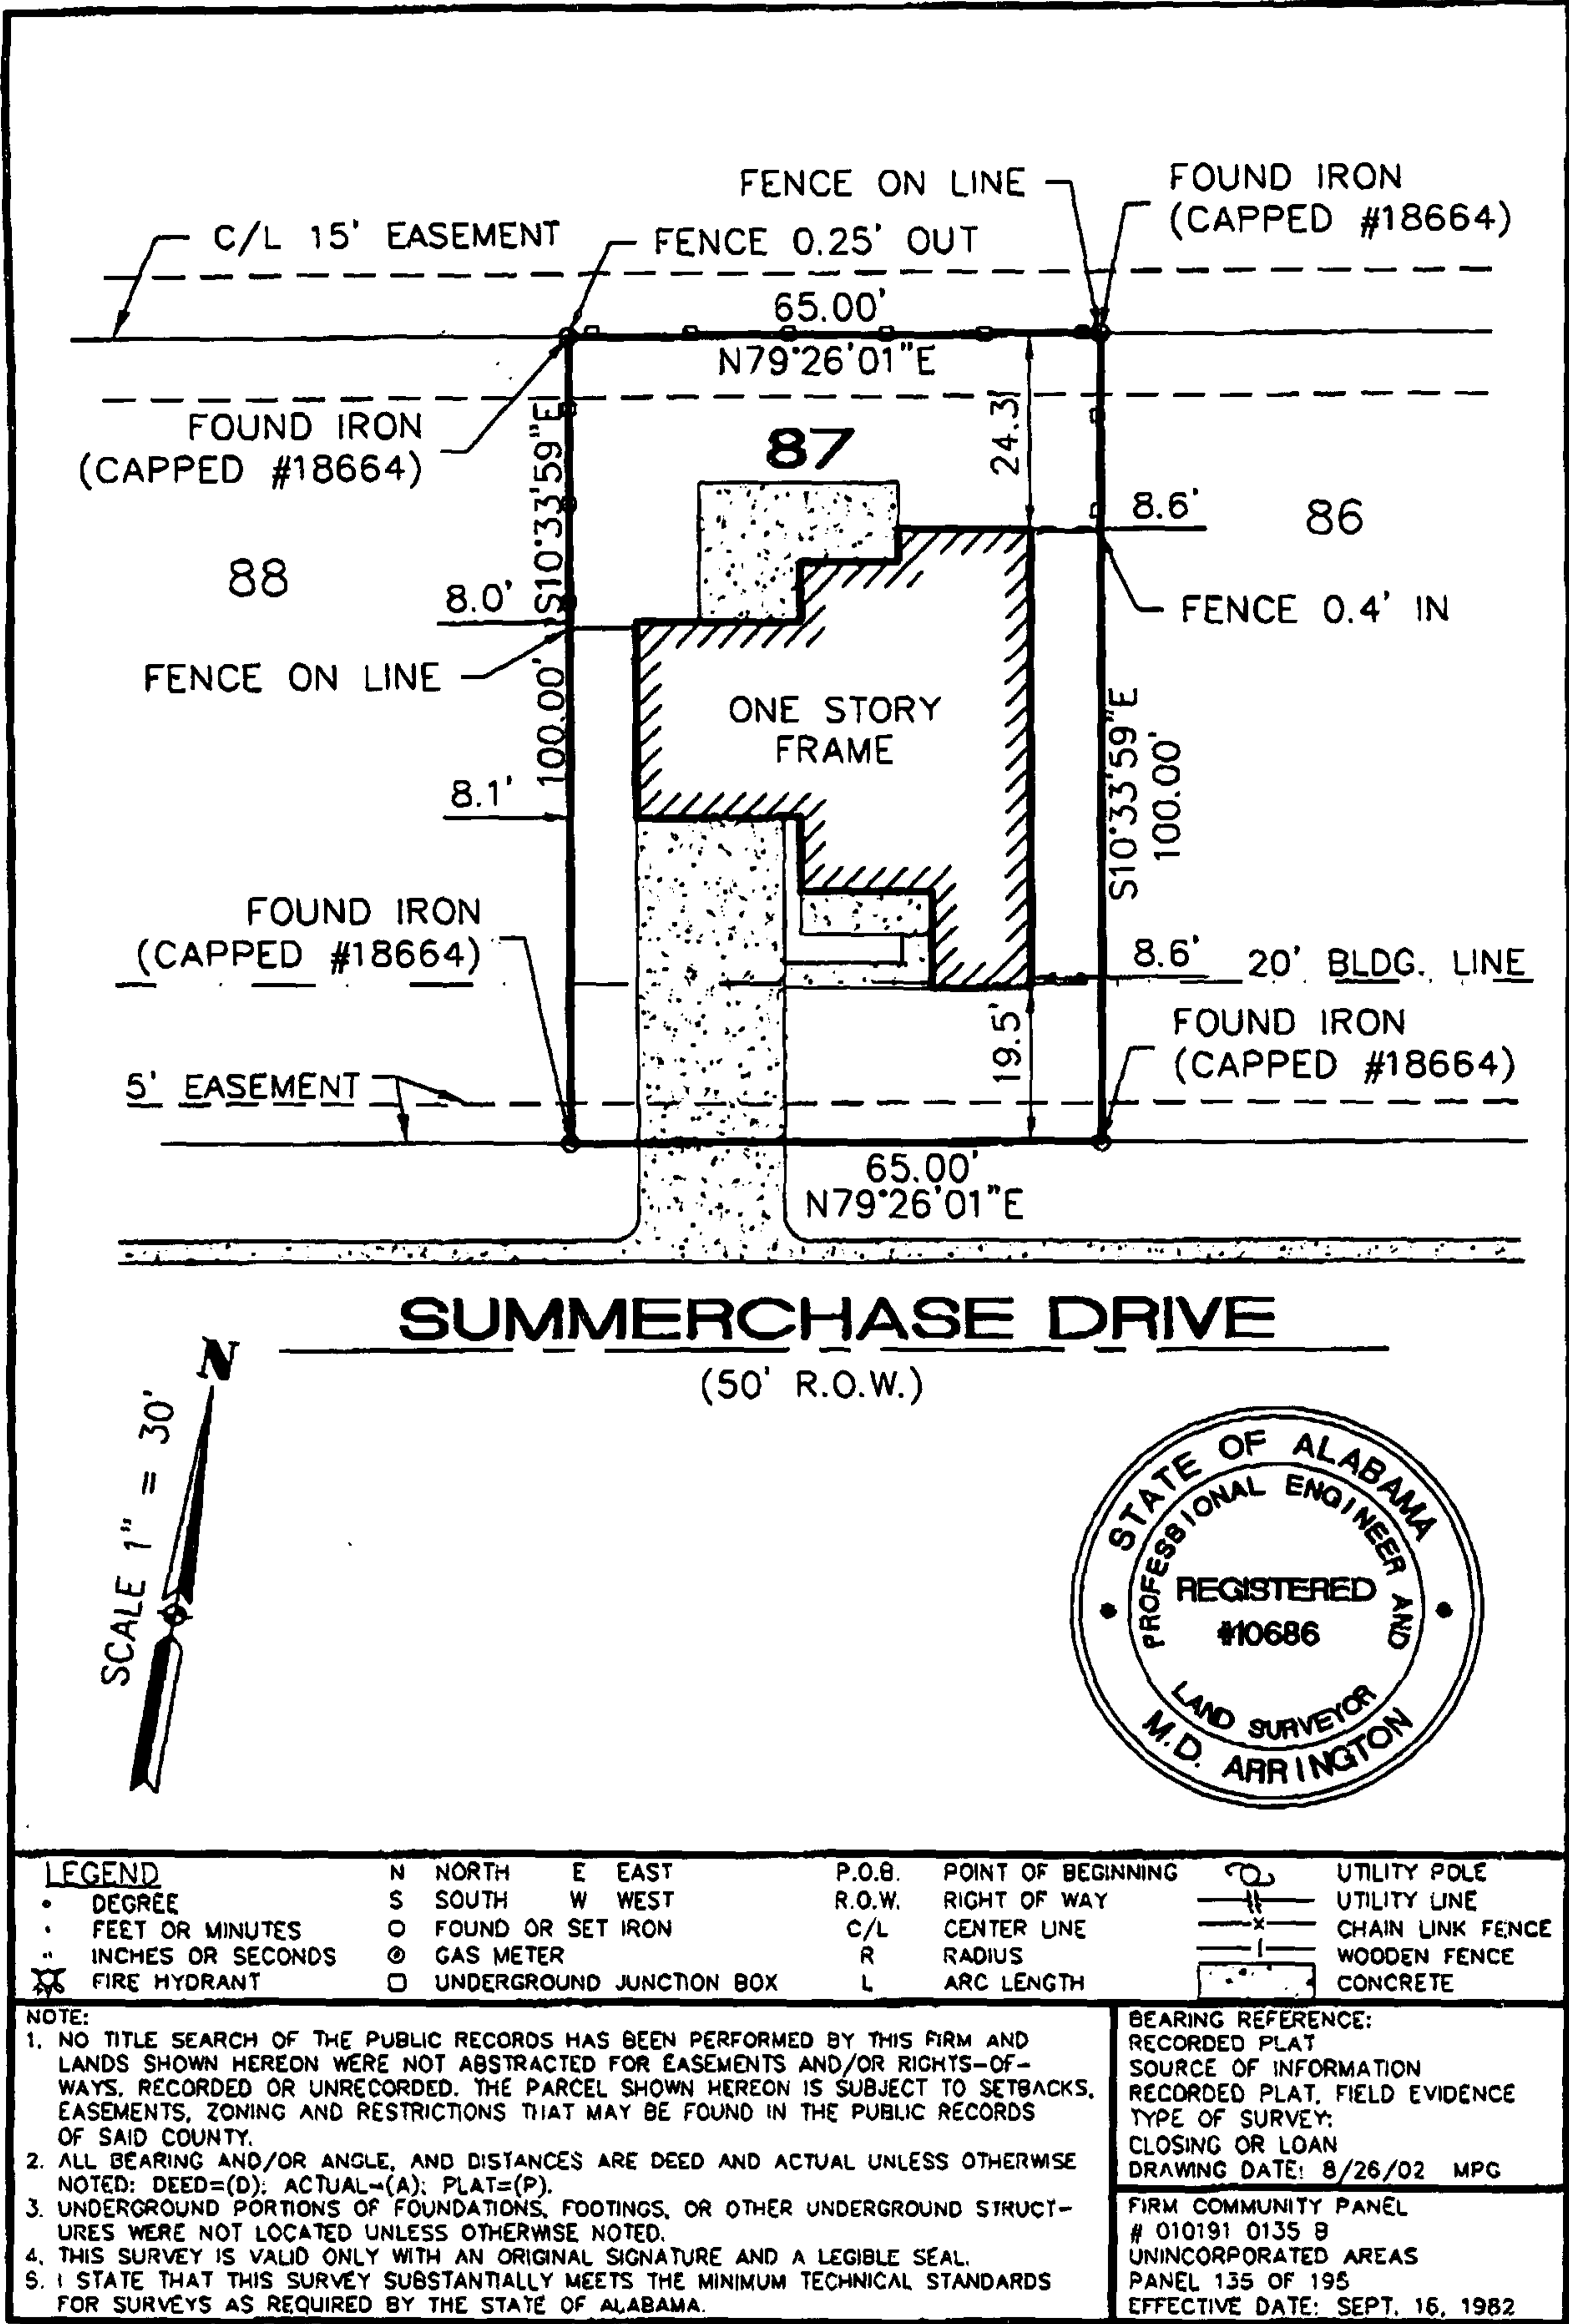 FENCE ON LINE
FOUND IRON
(CAPPED #18664)
C/L 15' EASEMENT
FENCE 0.25' OUT
65.00'
N79°26'01"E
FOUND IRON
(CAPPED #18664)
S10°33'59"E
100.00'
87
24.3'
8.6'
86
88
8.0'
FENCE 0.4' IN
FENCE ON LINE
ONE STORY
FRAME
8.1'
S10°33'59"E
100.00'
FOUND IRON
(CAPPED #18664)
8.6'
20' BLDG. LINE
19.5'
FOUND IRON
(CAPPED #18664)
5' EASEMENT
65.00'
N79°26'01"E
SUMMERCHASE DRIVE
(50' R.O.W.)
N
SCALE 1" = 30'
STATE OF ALABAMA
PROFESSIONAL ENGINEER AND
LAND SURVEYOR
REGISTERED
#10686
M.D. ARRINGTON
LEGEND
° DEGREE
' FEET OR MINUTES
" INCHES OR SECONDS
FIRE HYDRANT
N NORTH E EAST
S SOUTH W WEST
FOUND OR SET IRON
GAS METER
UNDERGROUND JUNCTION BOX
P.O.B. POINT OF BEGINNING
R.O.W. RIGHT OF WAY
C/L CENTER LINE
R RADIUS
L ARC LENGTH
UTILITY POLE
UTILITY LINE
CHAIN LINK FENCE
WOODEN FENCE
CONCRETE
NOTE:
1. NO TITLE SEARCH OF THE PUBLIC RECORDS HAS BEEN PERFORMED BY THIS FIRM AND
LANDS SHOWN HEREON WERE NOT ABSTRACTED FOR EASEMENTS AND/OR RIGHTS-OF-
WAYS, RECORDED OR UNRECORDED. THE PARCEL SHOWN HEREON IS SUBJECT TO SETBACKS,
EASEMENTS, ZONING AND RESTRICTIONS THAT MAY BE FOUND IN THE PUBLIC RECORDS
OF SAID COUNTY.
2. ALL BEARING AND/OR ANGLE, AND DISTANCES ARE DEED AND ACTUAL UNLESS OTHERWISE
NOTED: DEED=(D); ACTUAL=(A); PLAT=(P).
3. UNDERGROUND PORTIONS OF FOUNDATIONS, FOOTINGS, OR OTHER UNDERGROUND STRUCT-
URES WERE NOT LOCATED UNLESS OTHERWISE NOTED.
4. THIS SURVEY IS VALID ONLY WITH AN ORIGINAL SIGNATURE AND A LEGIBLE SEAL.
5. I STATE THAT THIS SURVEY SUBSTANTIALLY MEETS THE MINIMUM TECHNICAL STANDARDS
FOR SURVEYS AS REQUIRED BY THE STATE OF ALABAMA.
BEARING REFERENCE:
RECORDED PLAT
SOURCE OF INFORMATION
RECORDED PLAT, FIELD EVIDENCE
TYPE OF SURVEY:
CLOSING OR LOAN
DRAWING DATE: 8/26/02 MPG
FIRM COMMUNITY PANEL
# 010191 0135 B
UNINCORPORATED AREAS
PANEL 135 OF 195
EFFECTIVE DATE: SEPT. 16, 1982